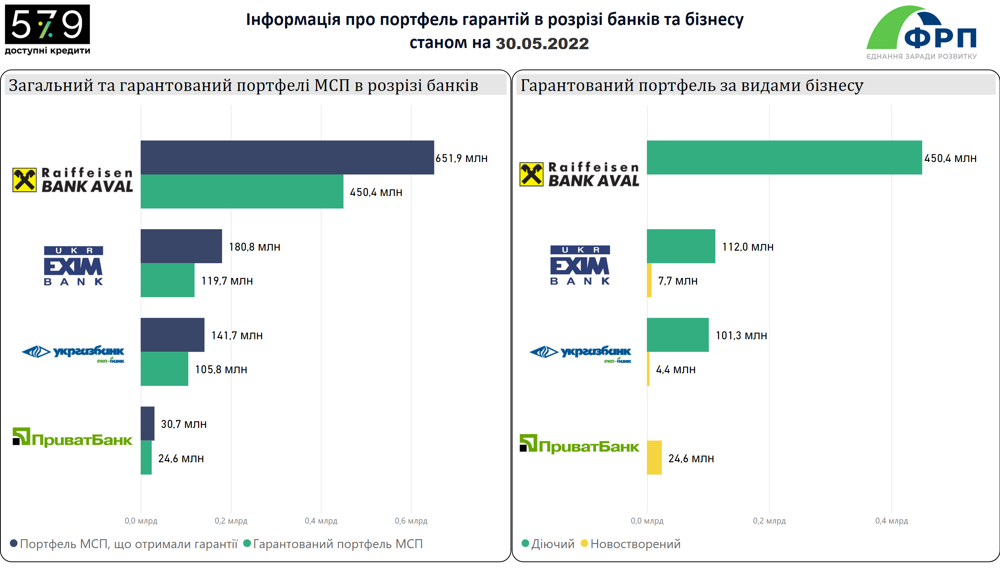 5%7%9
доступні кредити
Інформація про портфель гарантій в розрізі банків та бізнесу
станом на 30.05.2022
ФРП
ЄДНАННЯ ЗАРАДИ РОЗВИТКУ
Загальний та гарантований портфелі МСП в розрізі банків
Raiffeisen
BANK AVAL
651,9 млн
450,4 млн
UKR
EXIM
BANK
180,8 млн
119,7 млн
укргазбанк
еко-банк
141,7 млн
105,8 млн
ПриватБанк
30,7 млн
24,6 млн
0,0 млрд 0,2 млрд 0,4 млрд 0,6 млрд
Портфель МСП, що отримали гарантії Гарантований портфель МСП
Гарантований портфель за видами бізнесу
Raiffeisen
BANK AVAL
450,4 млн
UKR
EXIM
BANK
112,0 млн
7,7 млн
укргазбанк
еко-банк
101,3 млн
4,4 млн
ПриватБанк
24,6 млн
0,0 млрд 0,2 млрд 0,4 млрд
Діючий Новостворений